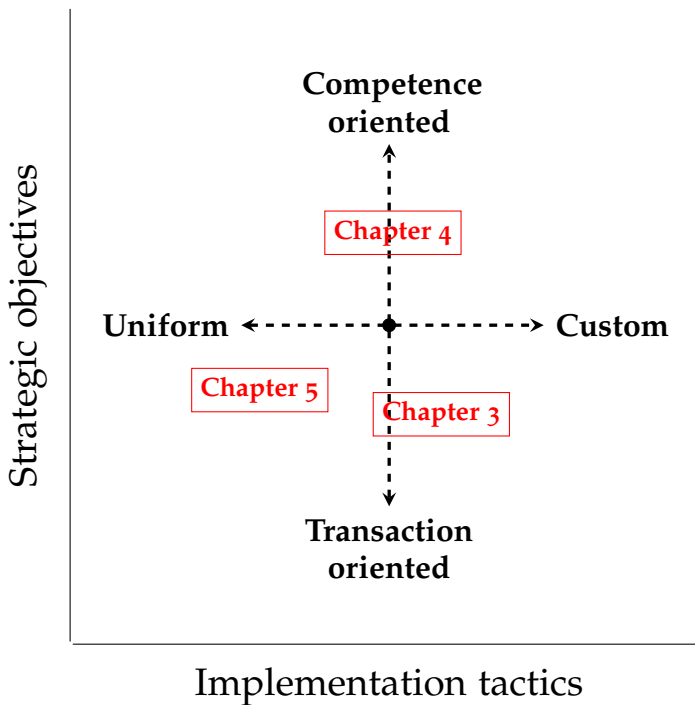 Competence
oriented
Chapter 4
Strategic objectives
Uniform
Custom
Chapter 5
Chapter 3
Transaction
oriented
Implementation tactics